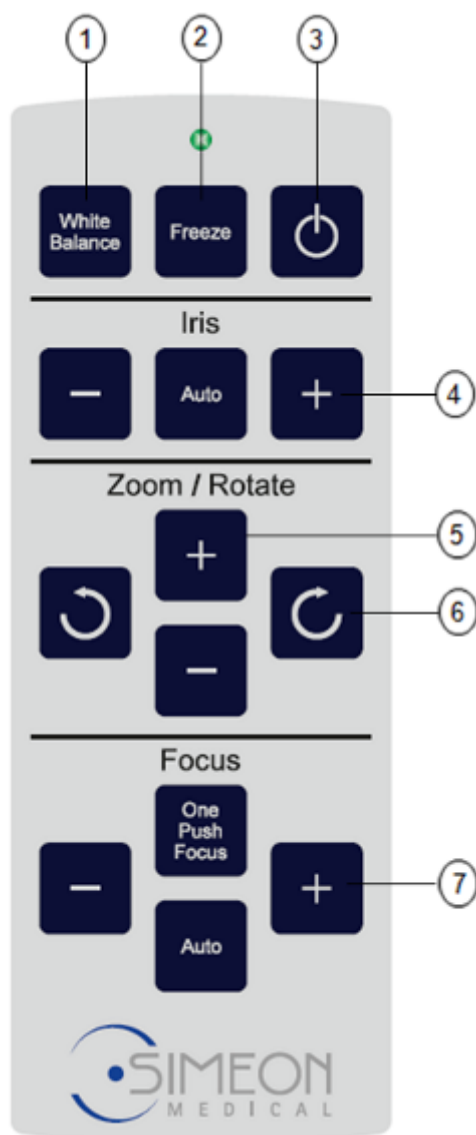 1 2 3
White
Balance
Freeze
Iris
− Auto +
4
Zoom / Rotate
+
5
6
−
Focus
One
Push
Focus
− +
7
Auto
SIMEON
MEDICAL